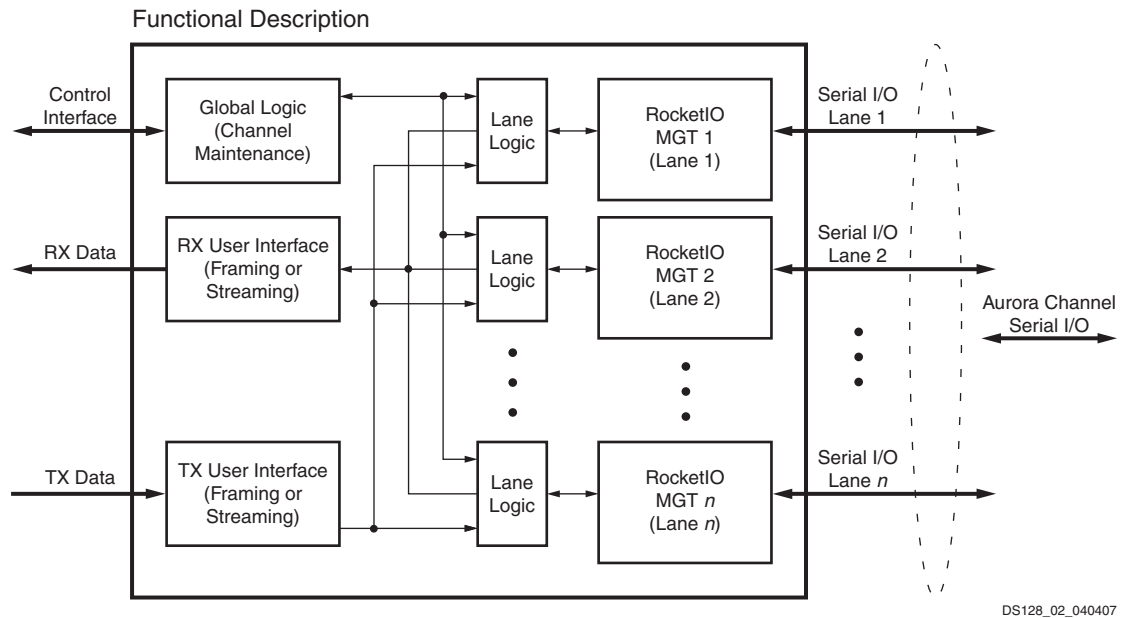 Functional Description
Control
Interface
Global Logic
(Channel
Maintenance)
Lane
Logic
RocketIO
MGT 1
(Lane 1)
Serial I/O
Lane 1
RX Data
RX User Interface
(Framing or
Streaming)
Lane
Logic
RocketIO
MGT 2
(Lane 2)
Serial I/O
Lane 2
Aurora Channel
Serial I/O
TX Data
TX User Interface
(Framing or
Streaming)
Lane
Logic
RocketIO
MGT n
(Lane n)
Serial I/O
Lane n
DS128_02_040407